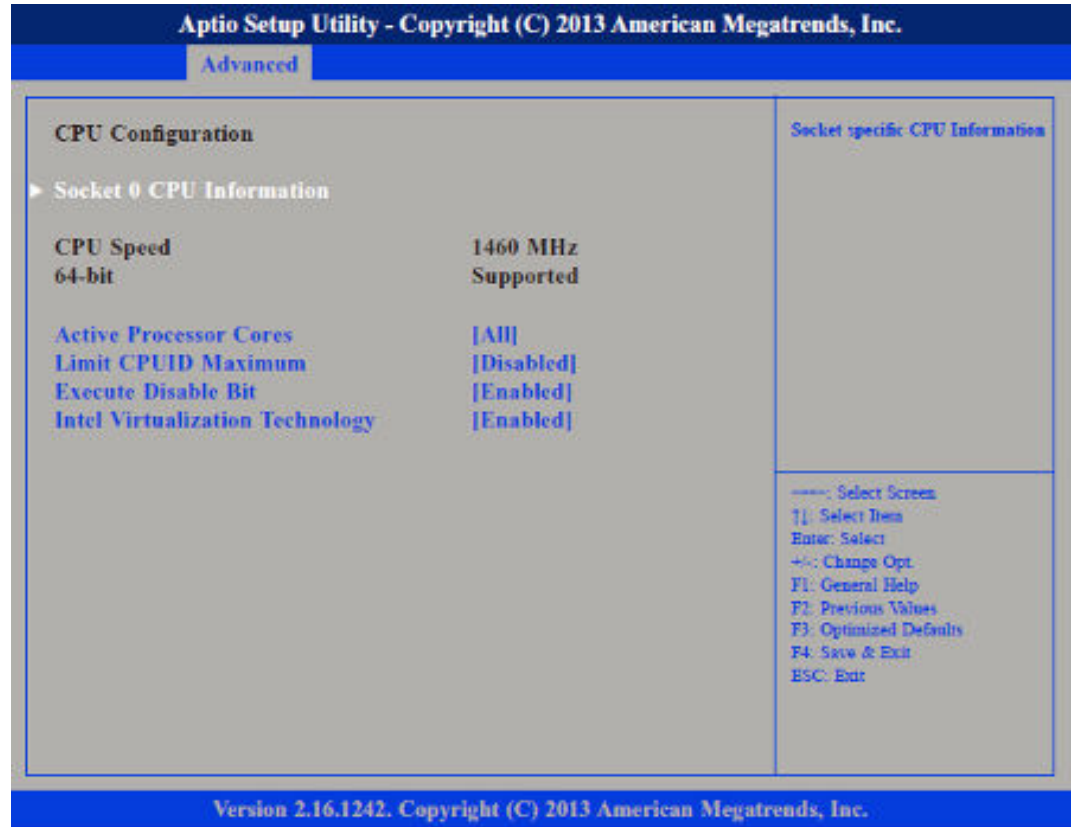 Aptio Setup Utility - Copyright (C) 2013 American Megatrends, Inc.
Advanced
CPU Configuration
Socket 0 CPU Information
CPU Speed 1460 MHz
64-bit Supported
Active Processor Cores [All]
Limit CPUID Maximum [Disabled]
Execute Disable Bit [Enabled]
Intel Virtualization Technology [Enabled]
Socket specific CPU Information
: Select Screen
↑↓: Select Item
Enter: Select
+/-: Change Opt.
F1: General Help
F2: Previous Values
F3: Optimized Defaults
F4: Save & Exit
ESC: Exit
Version 2.16.1242. Copyright (C) 2013 American Megatrends, Inc.